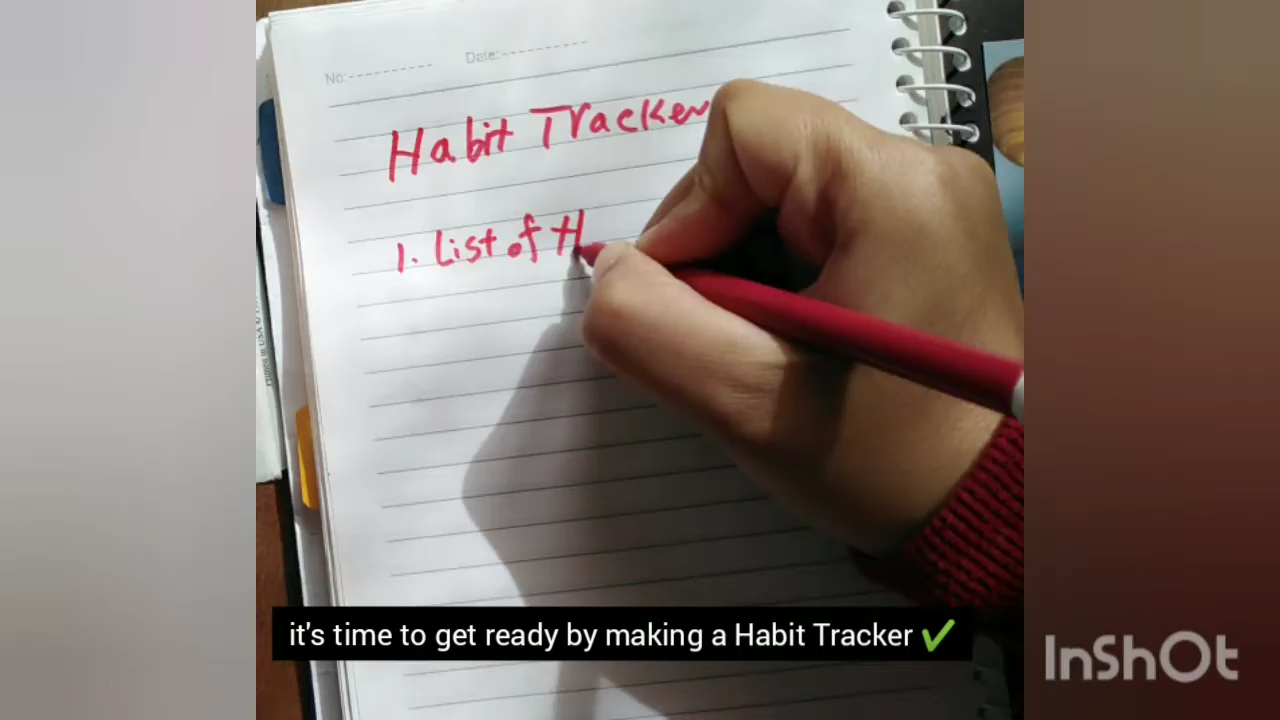 No:----------- Date:------------
Habit Tracker
1. List of H
it's time to get ready by making a Habit Tracker ✓
InShOt